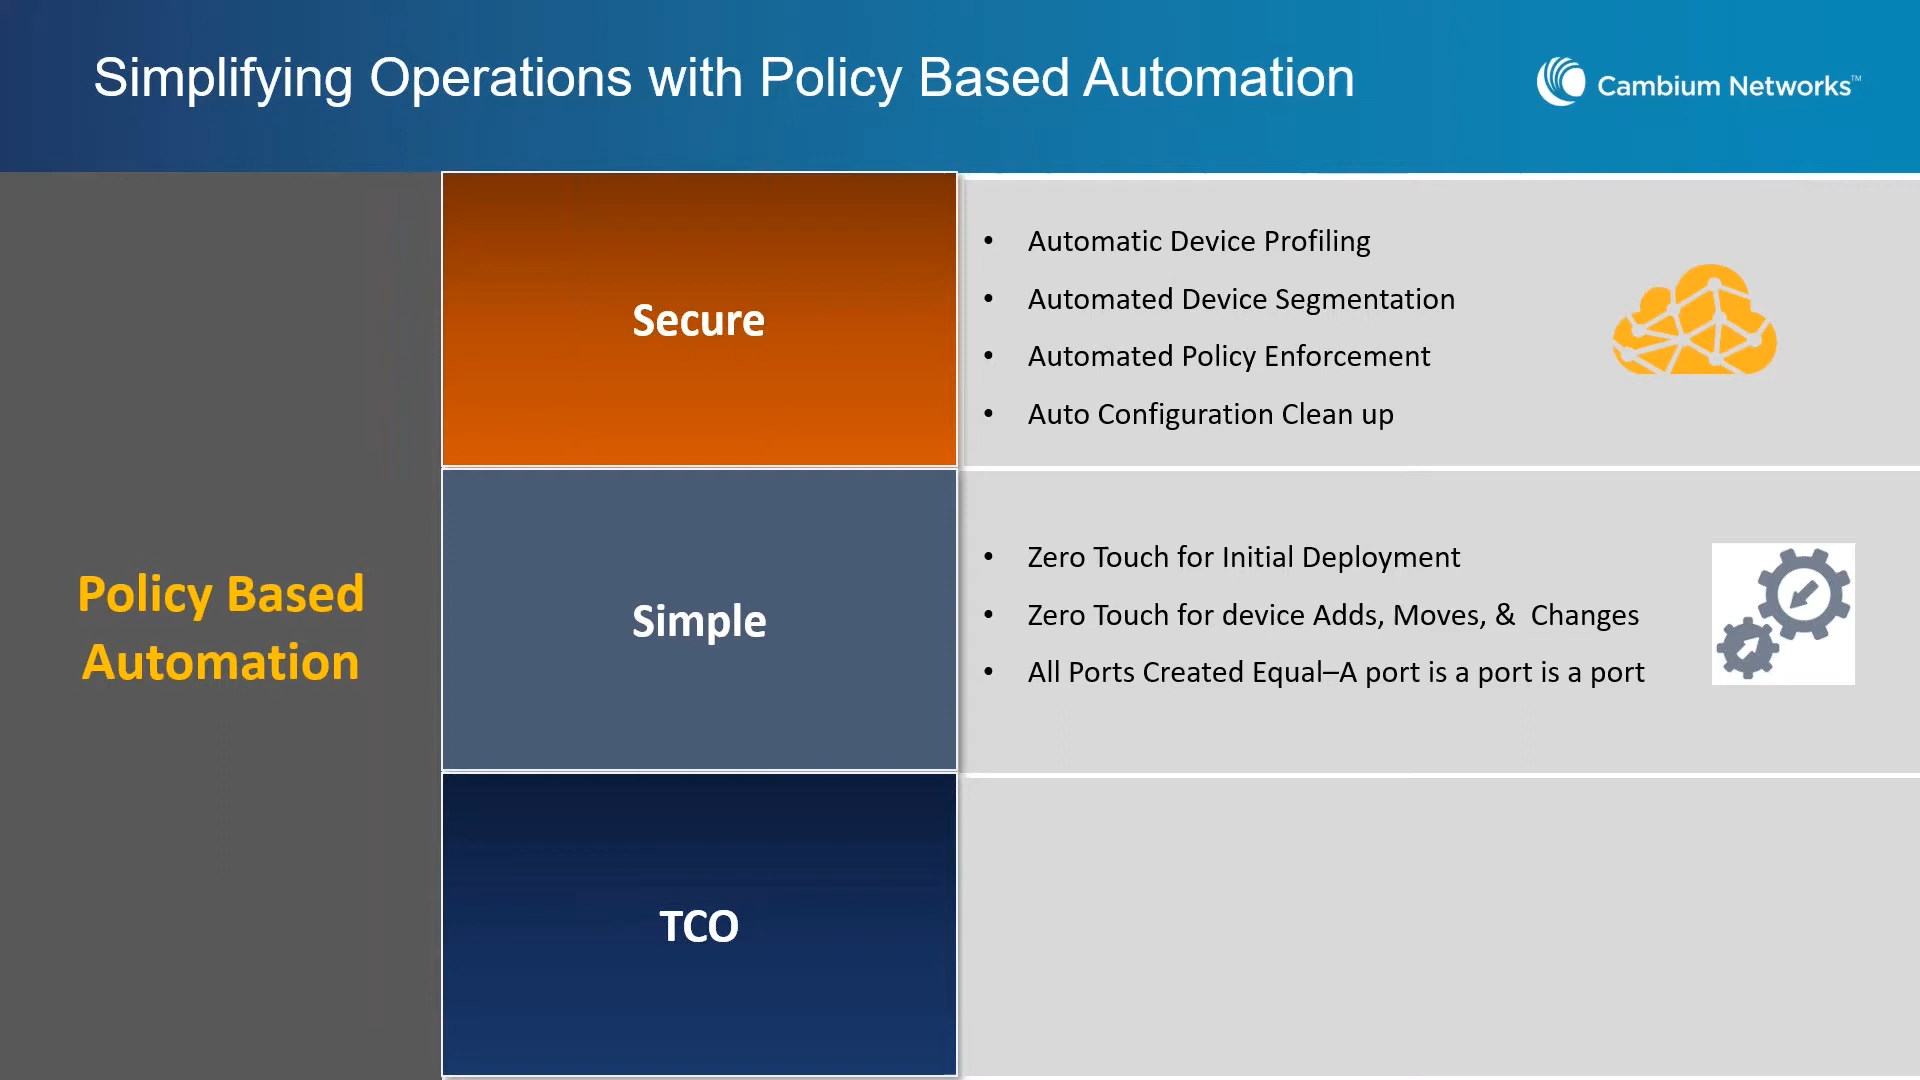 Simplifying Operations with Policy Based Automation
Cambium Networks™
Policy Based
Automation
Secure
• Automatic Device Profiling
• Automated Device Segmentation
• Automated Policy Enforcement
• Auto Configuration Clean up
Simple
• Zero Touch for Initial Deployment
• Zero Touch for device Adds, Moves, &  Changes
• All Ports Created Equal–A port is a port is a port
TCO